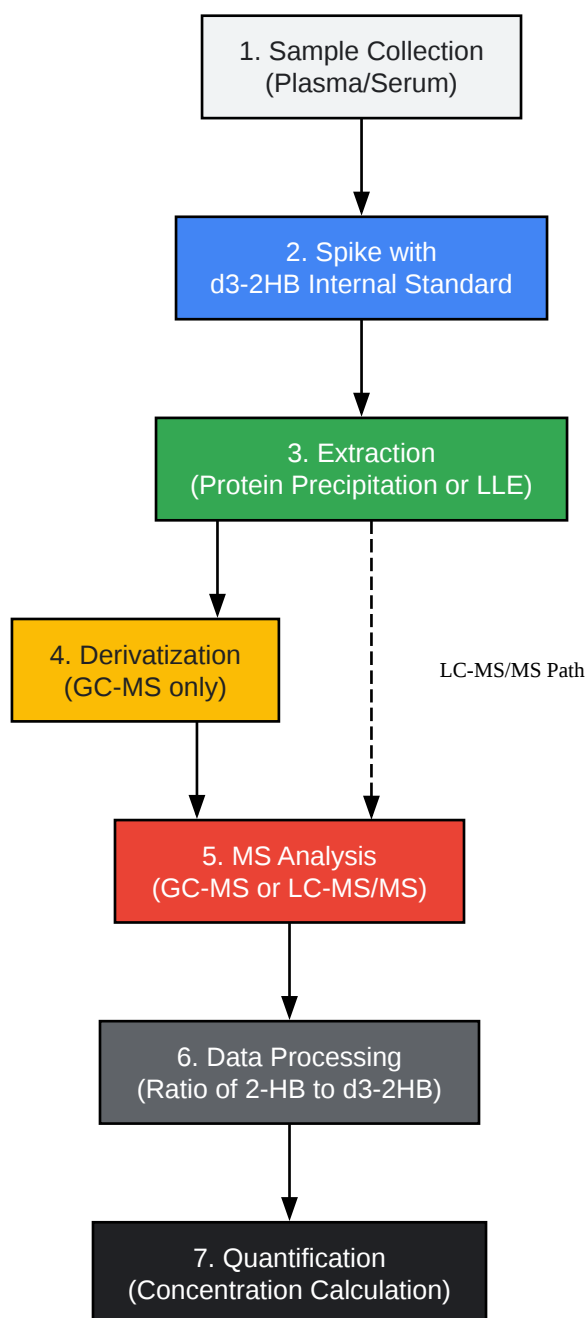 1. Sample Collection
(Plasma/Serum)
2. Spike with
d3-2HB Internal Standard
3. Extraction
(Protein Precipitation or LLE)
4. Derivatization
(GC-MS only)
LC-MS/MS Path
5. MS Analysis
(GC-MS or LC-MS/MS)
6. Data Processing
(Ratio of 2-HB to d3-2HB)
7. Quantification
(Concentration Calculation)